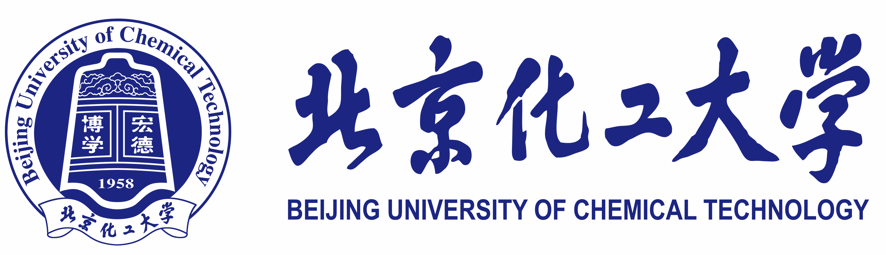 Beijing University of Chemical Technology
宏德
博学
1958
北京化工大学
北京化工大学
BEIJING UNIVERSITY OF CHEMICAL TECHNOLOGY